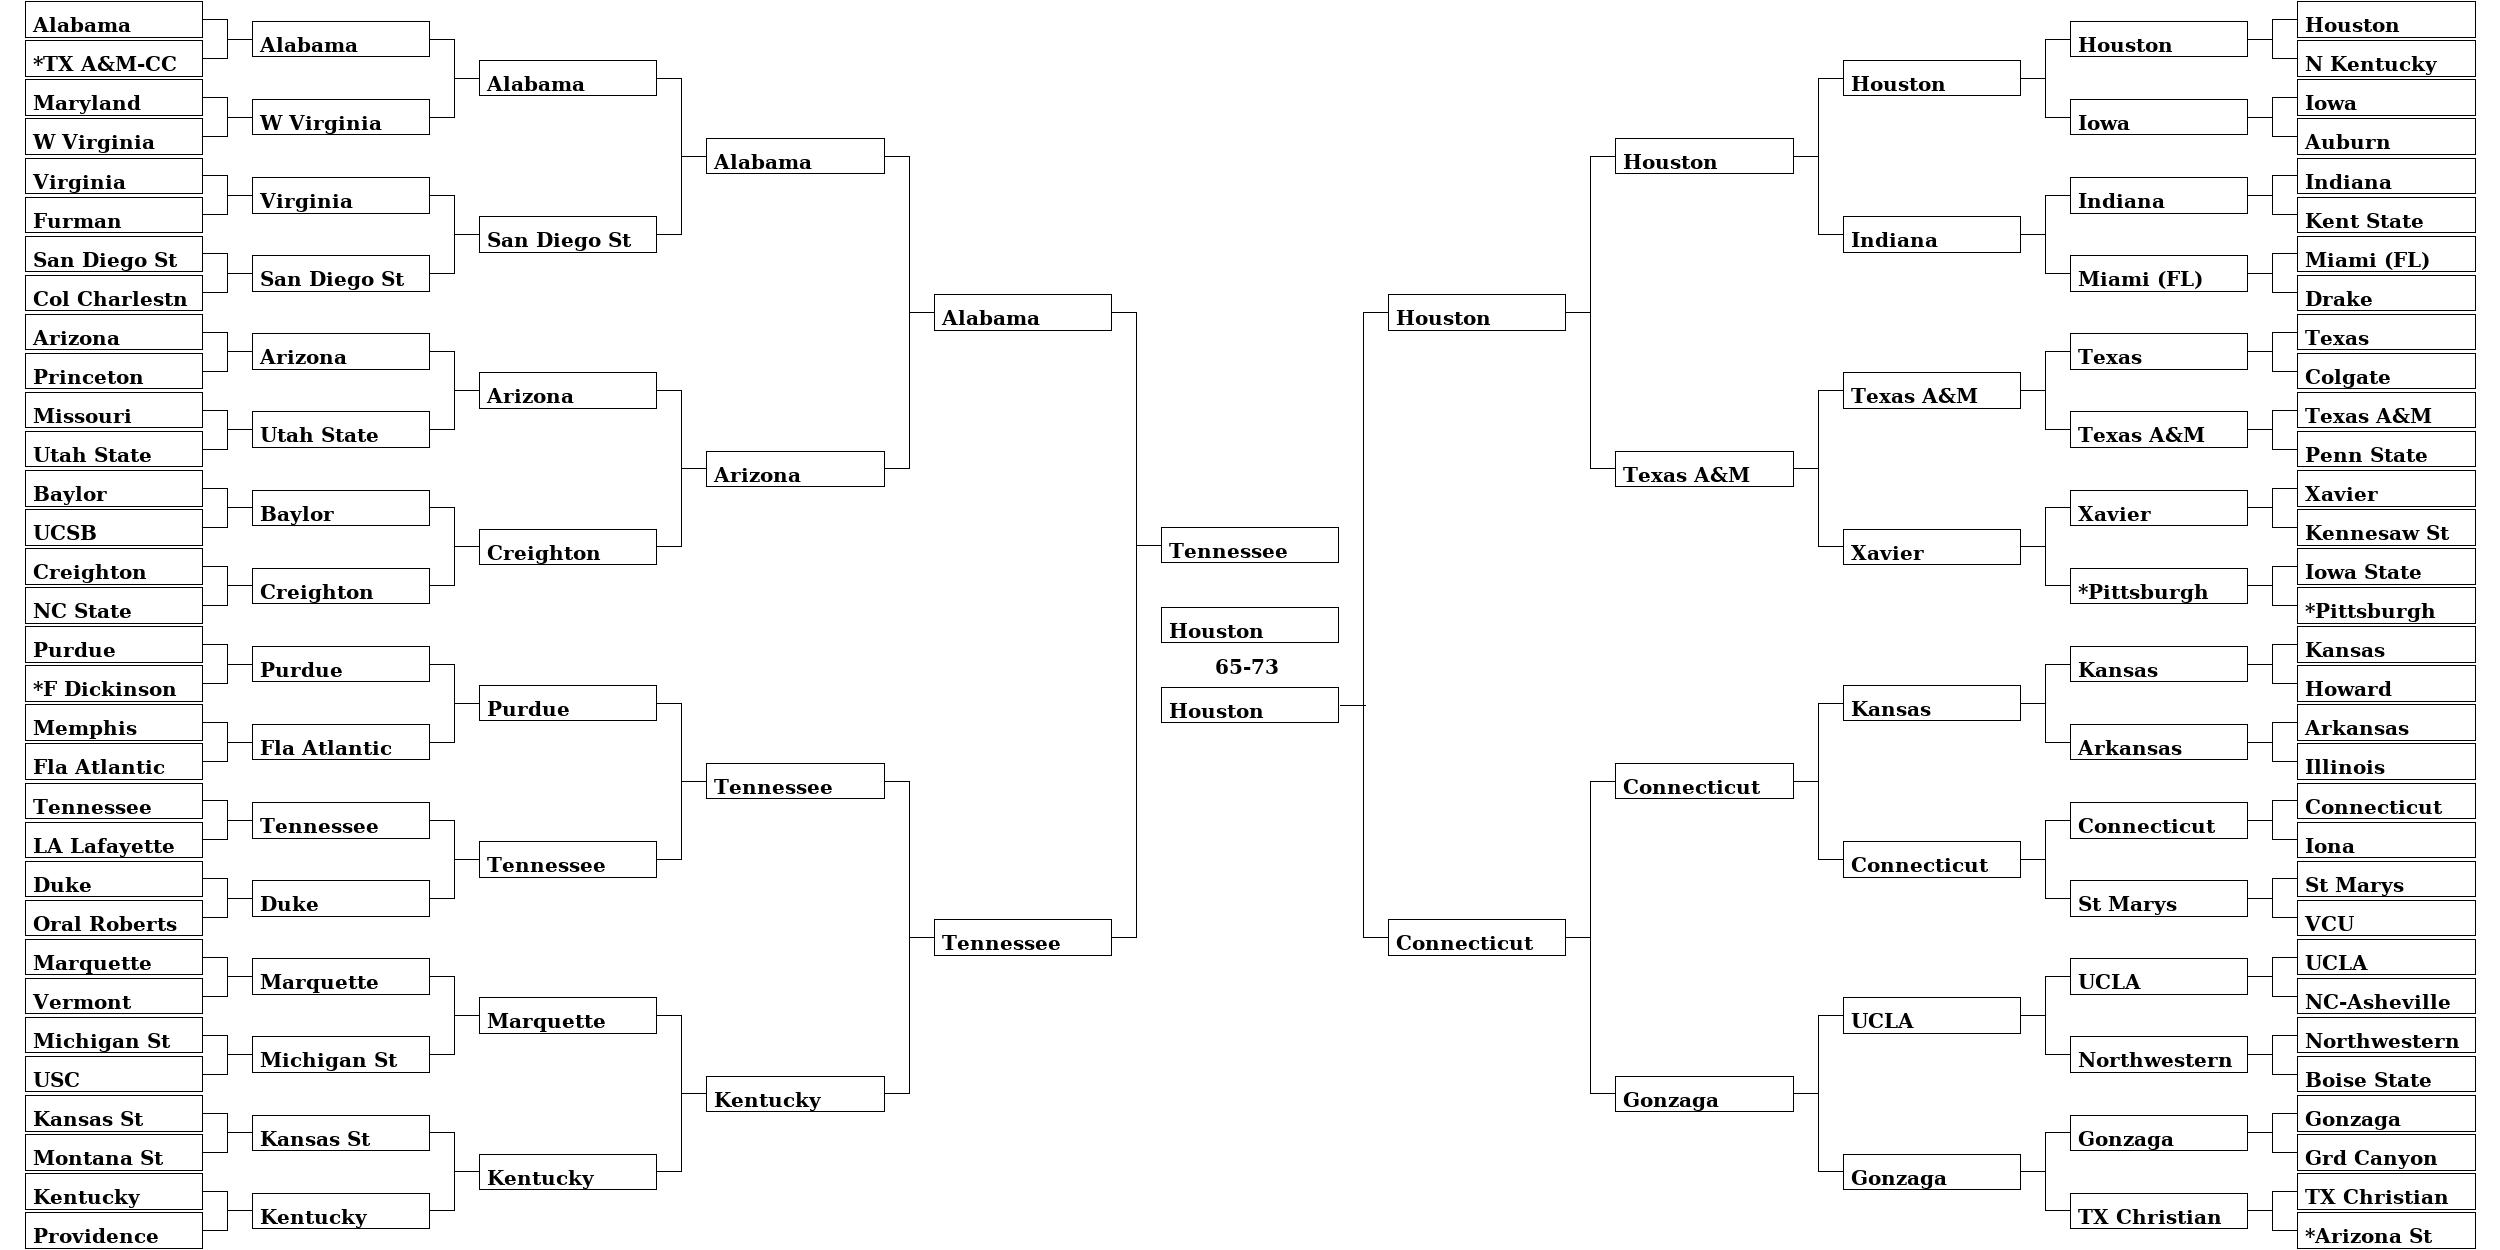 Alabama
*TX A&M-CC
Maryland
W Virginia
Virginia
Furman
San Diego St
Col Charlestn
Arizona
Princeton
Missouri
Utah State
Baylor
UCSB
Creighton
NC State
Purdue
*F Dickinson
Memphis
Fla Atlantic
Tennessee
LA Lafayette
Duke
Oral Roberts
Marquette
Vermont
Michigan St
USC
Kansas St
Montana St
Kentucky
Providence
Alabama
W Virginia
Virginia
San Diego St
Arizona
Utah State
Baylor
Creighton
Purdue
Fla Atlantic
Tennessee
Duke
Marquette
Michigan St
Kansas St
Kentucky
Alabama
San Diego St
Arizona
Creighton
Purdue
Tennessee
Marquette
Kentucky
Alabama
Arizona
Tennessee
Kentucky
Alabama
Tennessee
Tennessee
Houston
65-73
Houston
Houston
Connecticut
Houston
Texas A&M
Connecticut
Gonzaga
Houston
Indiana
Texas A&M
Xavier
Kansas
Connecticut
UCLA
Gonzaga
Houston
Iowa
Indiana
Miami (FL)
Texas
Texas A&M
Xavier
*Pittsburgh
Kansas
Arkansas
Connecticut
St Marys
UCLA
Northwestern
Gonzaga
TX Christian
Houston
N Kentucky
Iowa
Auburn
Indiana
Kent State
Miami (FL)
Drake
Texas
Colgate
Texas A&M
Penn State
Xavier
Kennesaw St
Iowa State
*Pittsburgh
Kansas
Howard
Arkansas
Illinois
Connecticut
Iona
St Marys
VCU
UCLA
NC-Asheville
Northwestern
Boise State
Gonzaga
Grd Canyon
TX Christian
*Arizona St